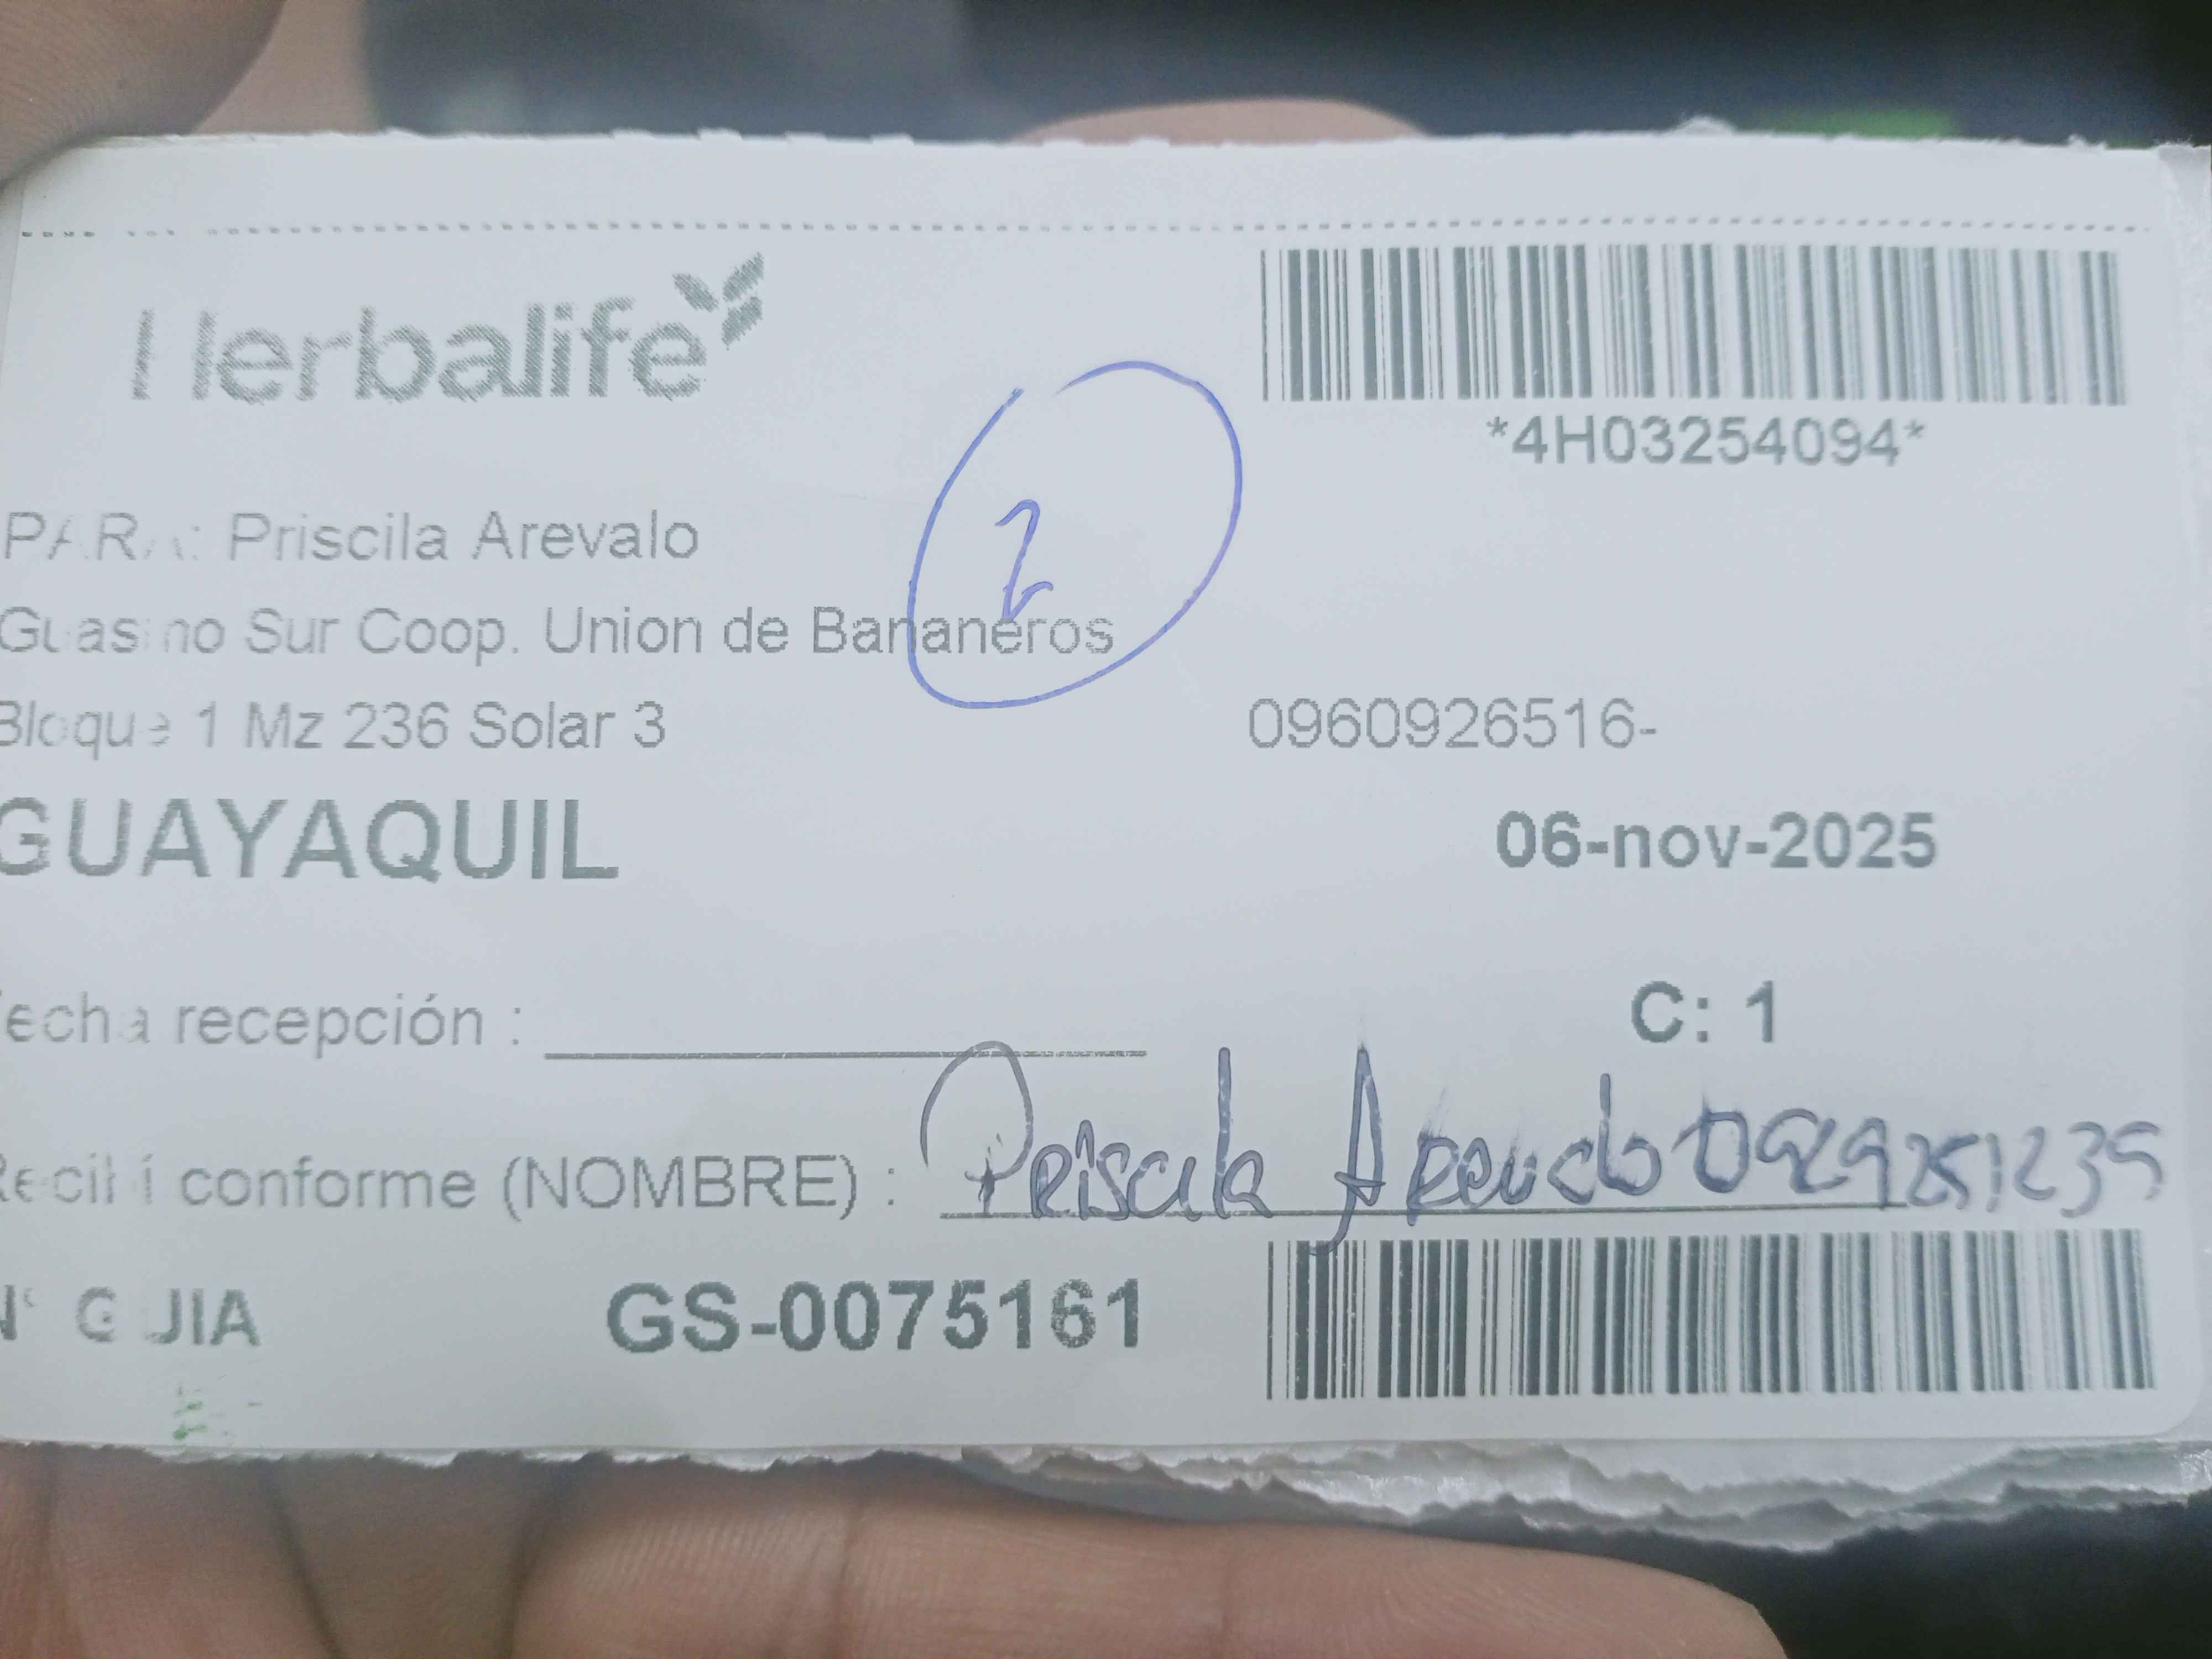 Herbalife
*4H03254094*
2
PARA: Priscila Arevalo
Guasmo Sur Coop. Union de Bananeros
Bloque 1 Mz 236 Solar 3
0960926516-
GUAYAQUIL
06-nov-2025
Fecha recepción :
C: 1
Recibí conforme (NOMBRE) : Priscila Arevalo
N° GUIA GS-0075161